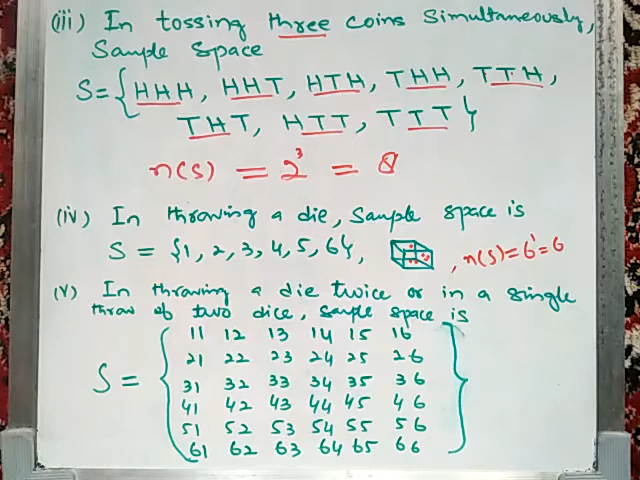 (iii) In tossing three coins simultaneously,
Sample space
S={HHH, HHT, HTH, THH, TTH,
THT, HTT, TTT}
n(S) = 2³ = 8
(iv) In throwing a die, Sample space is
S = {1, 2, 3, 4, 5, 6}, , n(S)=6¹=6
(v) In throwing a die twice or in a single
throw of two dice, sample space is
11 12 13 14 15 16
21 22 23 24 25 26
S = { 31 32 33 34 35 36 }
41 42 43 44 45 46
51 52 53 54 55 56
61 62 63 64 65 66